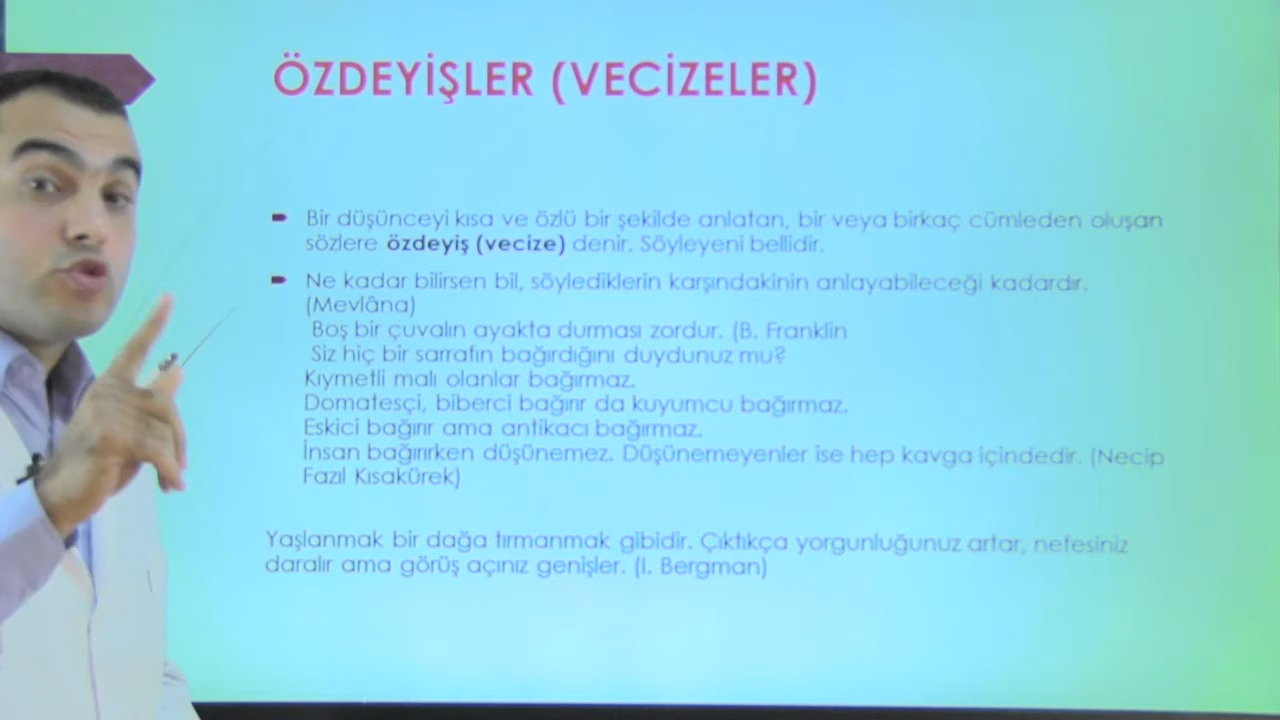 ÖZDEYİŞLER (VECİZELER)
Bir düşünceyi kısa ve özlü bir şekilde anlatan, bir veya birkaç cümleden oluşan
sözlere özdeyiş (vecize) denir. Söyleyeni bellidir.
Ne kadar bilirsen bil, söylediklerin karşındakinin anlayabileceği kadardır.
(Mevlâna)
Boş bir çuvalın ayakta durması zordur. (B. Franklin
Siz hiç bir sarrafın bağırdığını duydunuz mu?
Kıymetli malı olanlar bağırmaz.
Domatesçi, biberci bağırır da kuyumcu bağırmaz.
Eskici bağırır ama antikacı bağırmaz.
İnsan bağırırken düşünemez. Düşünemeyenler ise hep kavga içindedir. (Necip
Fazıl Kısakürek)
Yaşlanmak bir dağa tırmanmak gibidir. Çıktıkça yorgunluğunuz artar, nefesiniz
daralır ama görüş açınız genişler. (I. Bergman)